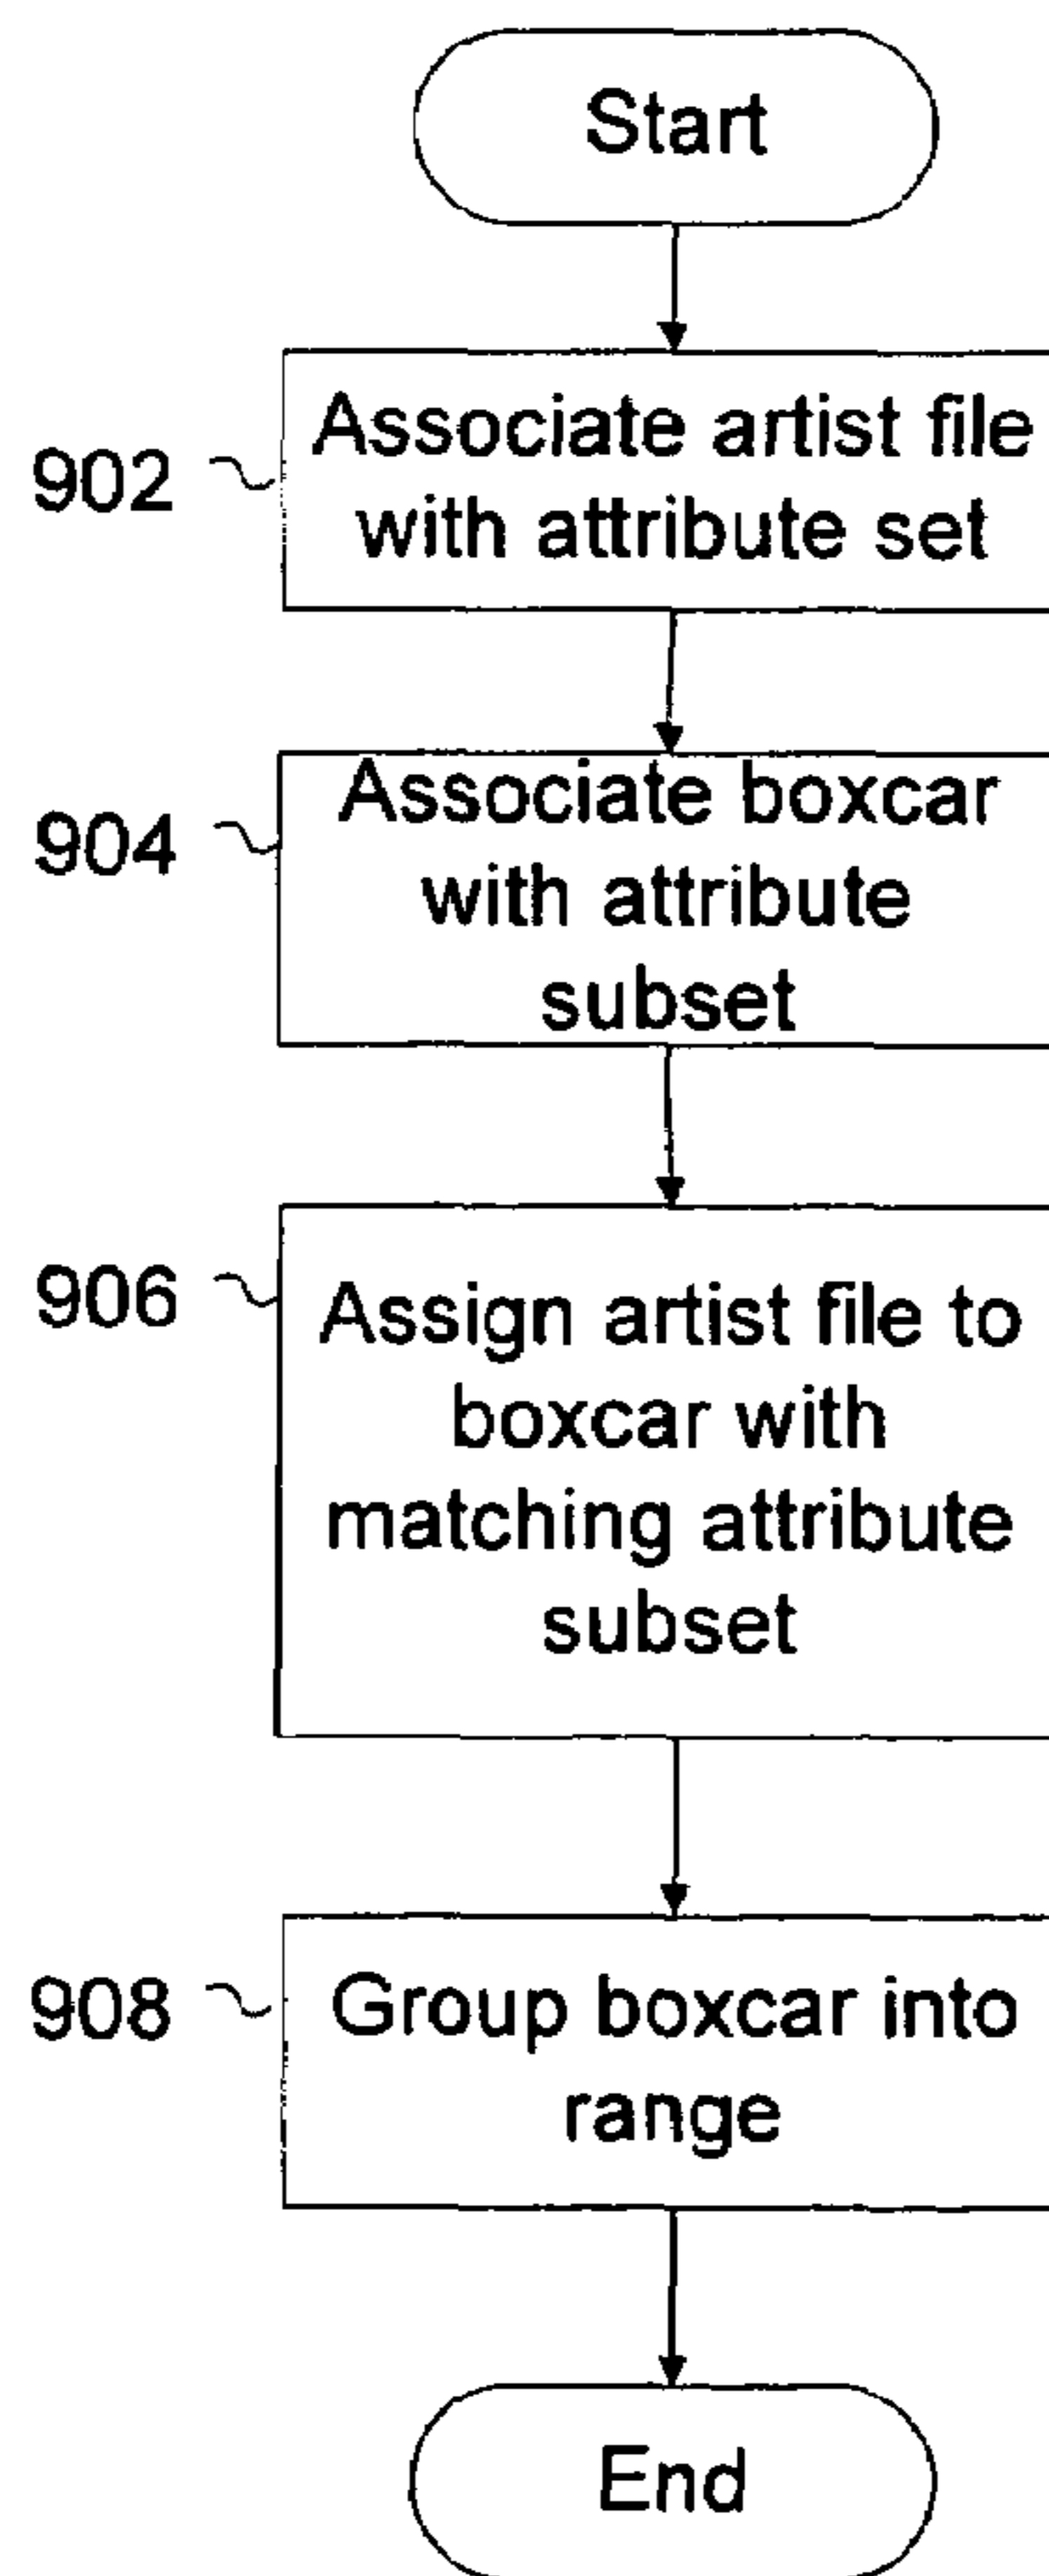 Start
902
Associate artist file
with attribute set
904
Associate boxcar
with attribute
subset
906
Assign artist file to
boxcar with
matching attribute
subset
908
Group boxcar into
range
End